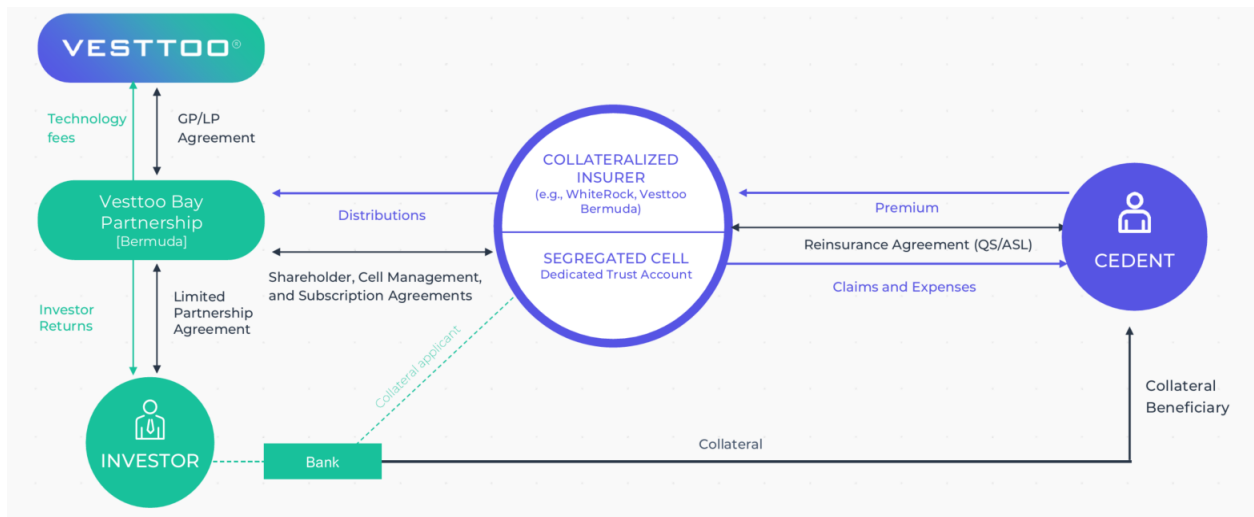 VESTTOO®
Technology
fees
GP/LP
Agreement
Vesttoo Bay
Partnership
[Bermuda]
Investor
Returns
Limited
Partnership
Agreement
INVESTOR
Bank
Distributions
Shareholder, Cell Management,
and Subscription Agreements
Collateral applicant
COLLATERALIZED
INSURER
(e.g., WhiteRock, Vesttoo
Bermuda)
SEGREGATED CELL
Dedicated Trust Account
Premium
Reinsurance Agreement (QS/ASL)
Claims and Expenses
CEDENT
Collateral
Collateral
Beneficiary